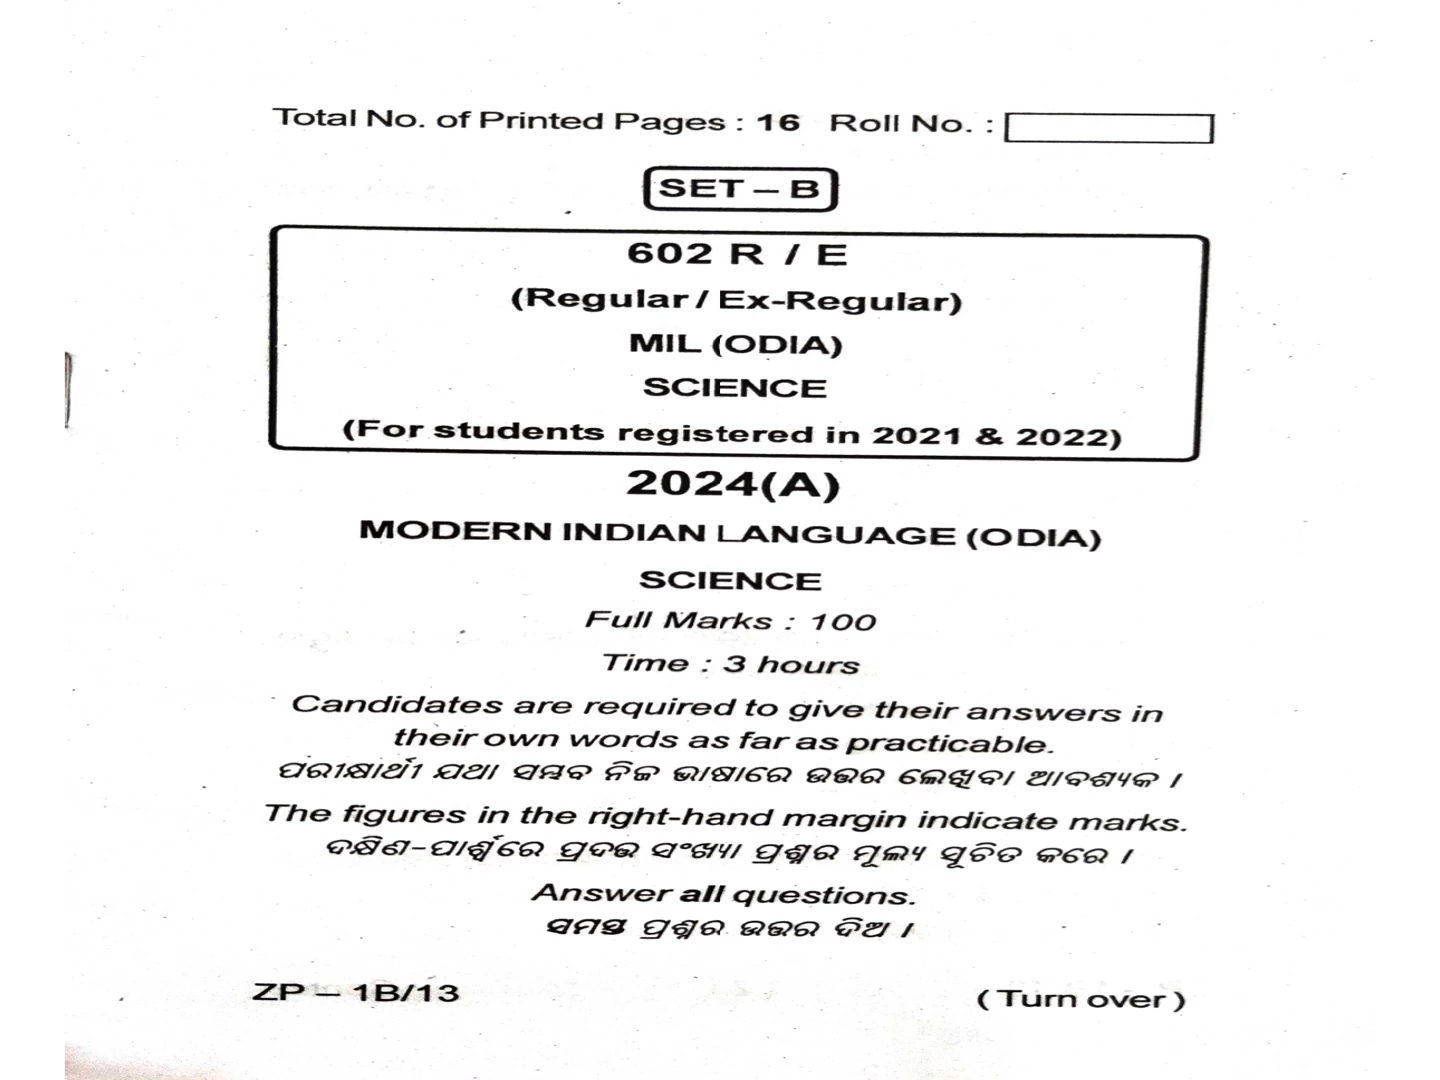 Total No. of Printed Pages : 16 Roll No. :
SET – B
602 R / E
(Regular / Ex-Regular)
MIL (ODIA)
SCIENCE
(For students registered in 2021 & 2022)
2024(A)
MODERN INDIAN LANGUAGE (ODIA)
SCIENCE
Full Marks : 100
Time : 3 hours
Candidates are required to give their answers in
their own words as far as practicable.
ପରୀକ୍ଷାର୍ଥୀ ଯଥା ସମ୍ଭବ ନିଜ ଭାଷାରେ ଉତ୍ତର ଲେଖିବା ଆବଶ୍ୟକ ।
The figures in the right-hand margin indicate marks.
ଦକ୍ଷିଣ-ପାର୍ଶ୍ୱରେ ପ୍ରଦତ୍ତ ସଂଖ୍ୟା ପ୍ରଶ୍ନର ମୂଲ୍ୟ ସୂଚିତ କରେ ।
Answer all questions.
ସମସ୍ତ ପ୍ରଶ୍ନର ଉତ୍ତର ଦିଅ ।
ZP – 1B/13 (Turn over)